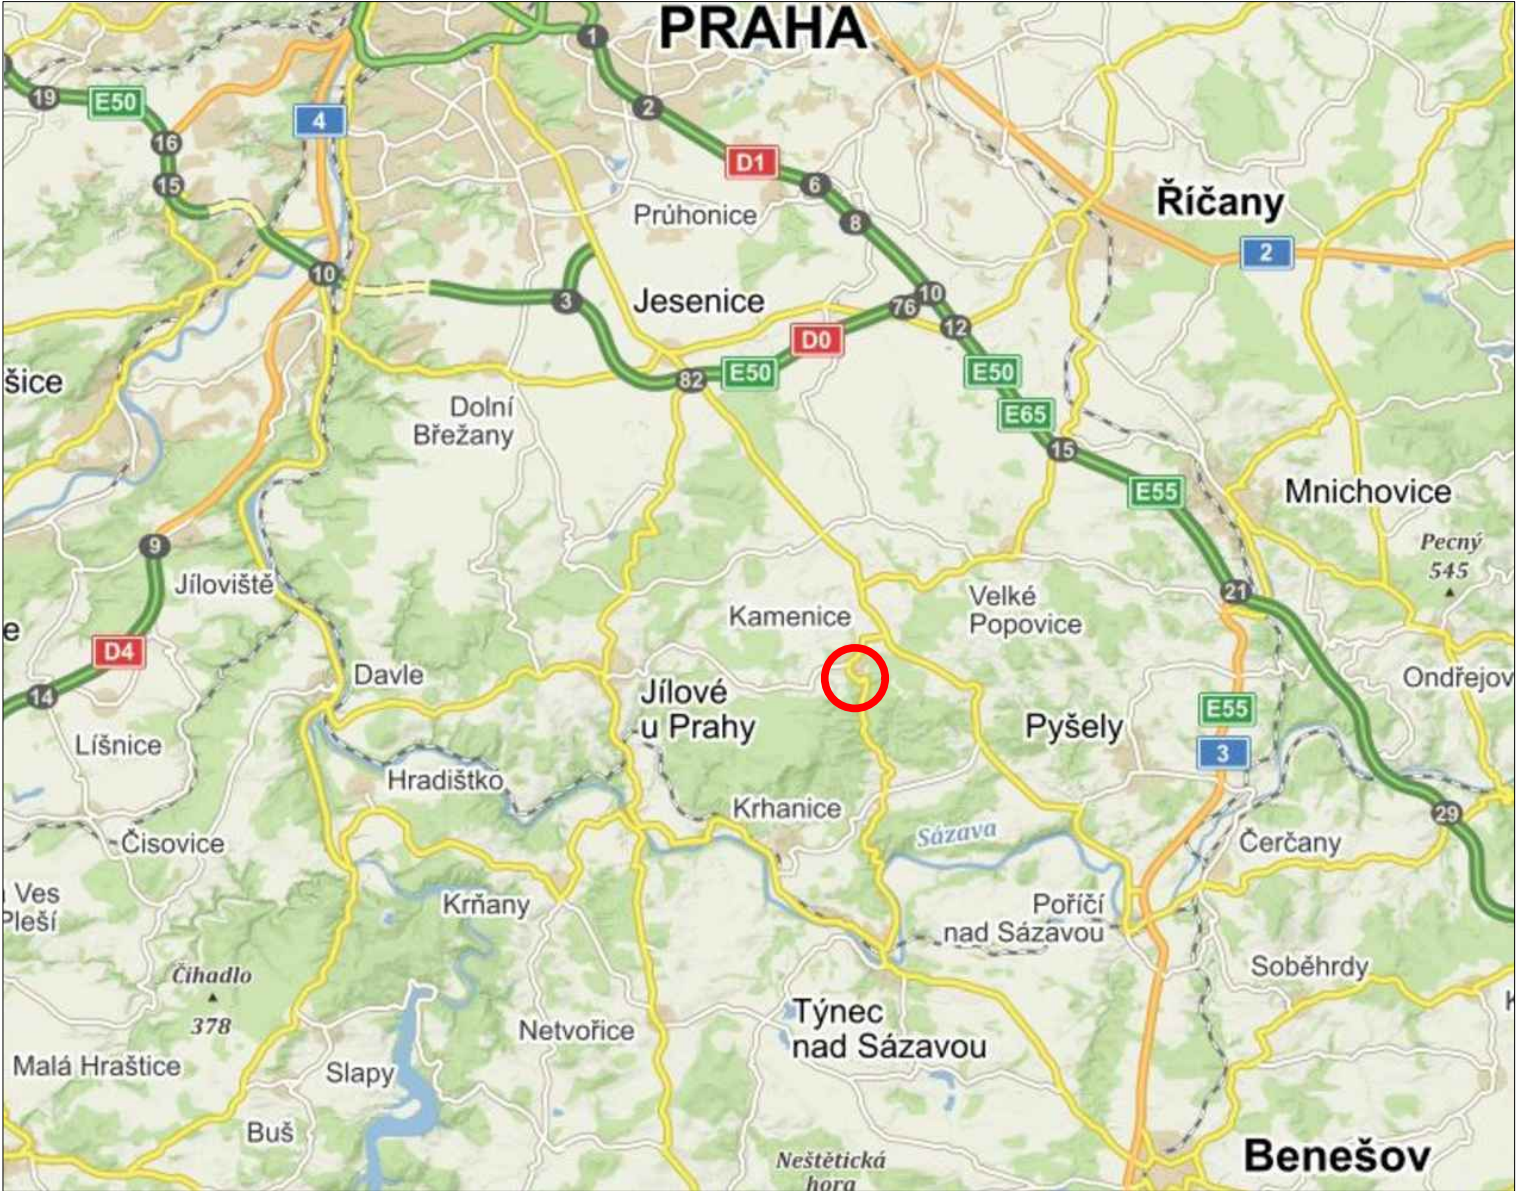 PRAHA
1
19
E50
2
4
16
D1
15
6
Říčany
Průhonice
8
2
10
10
3
Jesenice
76
12
D0
E50
E50
82
šice
Dolní
Břežany
E65
15
E55
Mnichovice
9
Pecný
545
Jíloviště
21
Velké
Popovice
Kamenice
e
D4
Davle
Ondřejov
14
Jílové
u Prahy
E55
Pyšely
Líšnice
3
Hradištko
Krhanice
29
Sázava
Čisovice
Čerčany
Ves
Pleší
Krňany
Poříčí
nad Sázavou
Čihadlo
378
Soběhrdy
Týnec
nad Sázavou
Netvořice
Malá Hraštice
Slapy
Buš
Neštětická
hora
Benešov